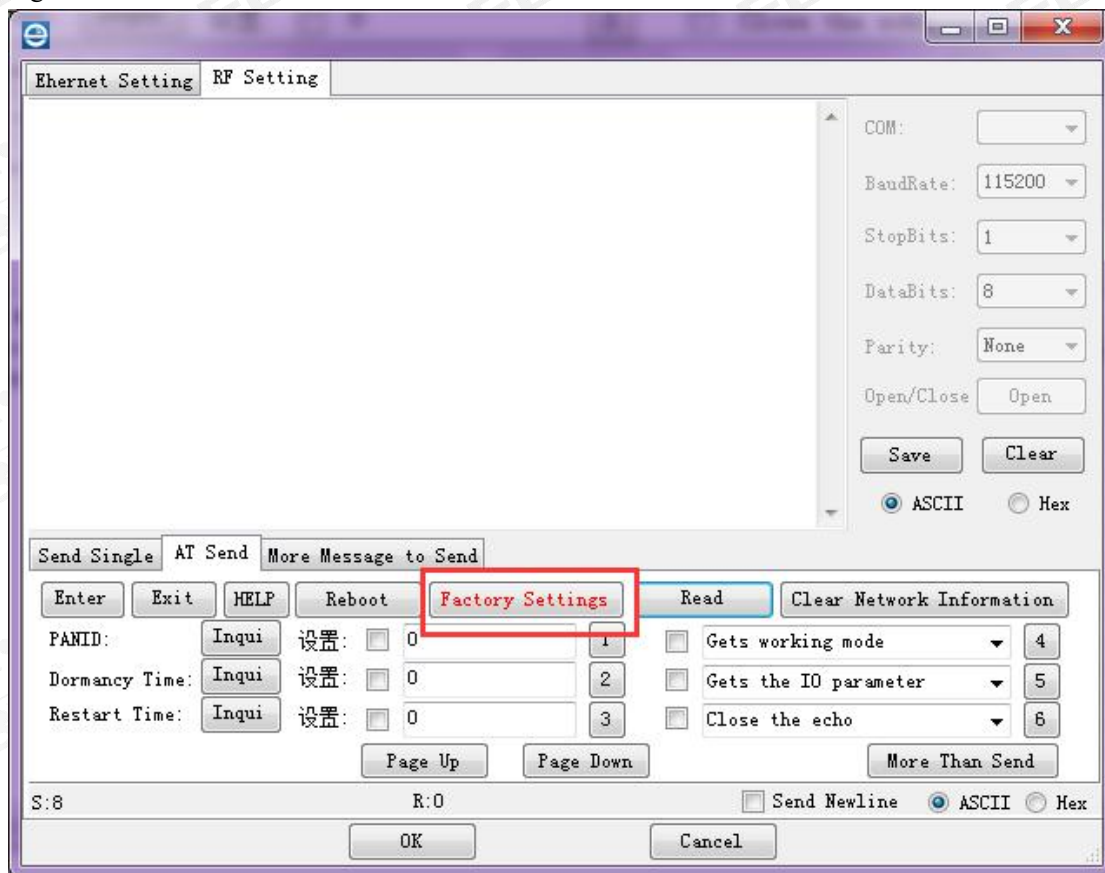 Ehernet Setting RF Setting
COM:
BaudRate: 115200
StopBits: 1
DataBits: 8
Parity: None
Open/Close Open
Save Clear
ASCII Hex
Send Single AT Send More Message to Send
Enter Exit HELP Reboot Factory Settings Read Clear Network Information
PANID: Inqui 设置: 0 1 Gets working mode 4
Dormancy Time: Inqui 设置: 0 2 Gets the IO parameter 5
Restart Time: Inqui 设置: 0 3 Close the echo 6
Page Up Page Down More Than Send
S:8 R:0 Send Newline ASCII Hex
OK Cancel